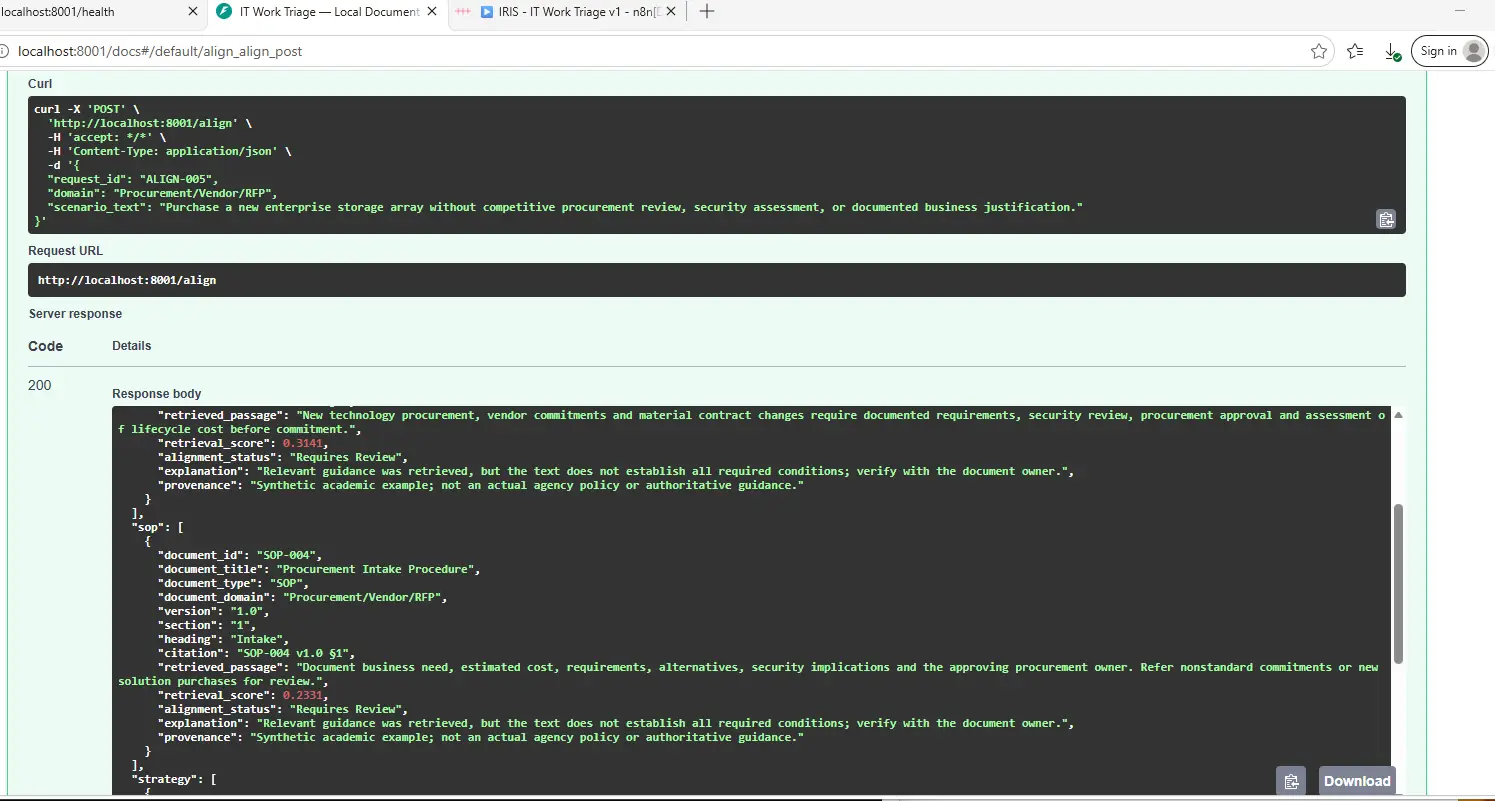 localhost:8001/health
IT Work Triage — Local Document
IRIS - IT Work Triage v1 - n8n[
localhost:8001/docs#/default/align_align_post
Sign in
Curl
curl -X 'POST' \
  'http://localhost:8001/align' \
  -H 'accept: */*' \
  -H 'Content-Type: application/json' \
  -d '{
  "request_id": "ALIGN-005",
  "domain": "Procurement/Vendor/RFP",
  "scenario_text": "Purchase a new enterprise storage array without competitive procurement review, security assessment, or documented business justification."
}'
Request URL
http://localhost:8001/align
Server response
Code Details
200
Response body
"retrieved_passage": "New technology procurement, vendor commitments and material contract changes require documented requirements, security review, procurement approval and assessment o
f lifecycle cost before commitment.",
"retrieval_score": 0.3141,
"alignment_status": "Requires Review",
"explanation": "Relevant guidance was retrieved, but the text does not establish all required conditions; verify with the document owner.",
"provenance": "Synthetic academic example; not an actual agency policy or authoritative guidance."
}
],
"sop": [
{
"document_id": "SOP-004",
"document_title": "Procurement Intake Procedure",
"document_type": "SOP",
"document_domain": "Procurement/Vendor/RFP",
"version": "1.0",
"section": "1",
"heading": "Intake",
"citation": "SOP-004 v1.0 §1",
"retrieved_passage": "Document business need, estimated cost, requirements, alternatives, security implications and the approving procurement owner. Refer nonstandard commitments or new
solution purchases for review.",
"retrieval_score": 0.2331,
"alignment_status": "Requires Review",
"explanation": "Relevant guidance was retrieved, but the text does not establish all required conditions; verify with the document owner.",
"provenance": "Synthetic academic example; not an actual agency policy or authoritative guidance."
}
],
"strategy": [
{
Download